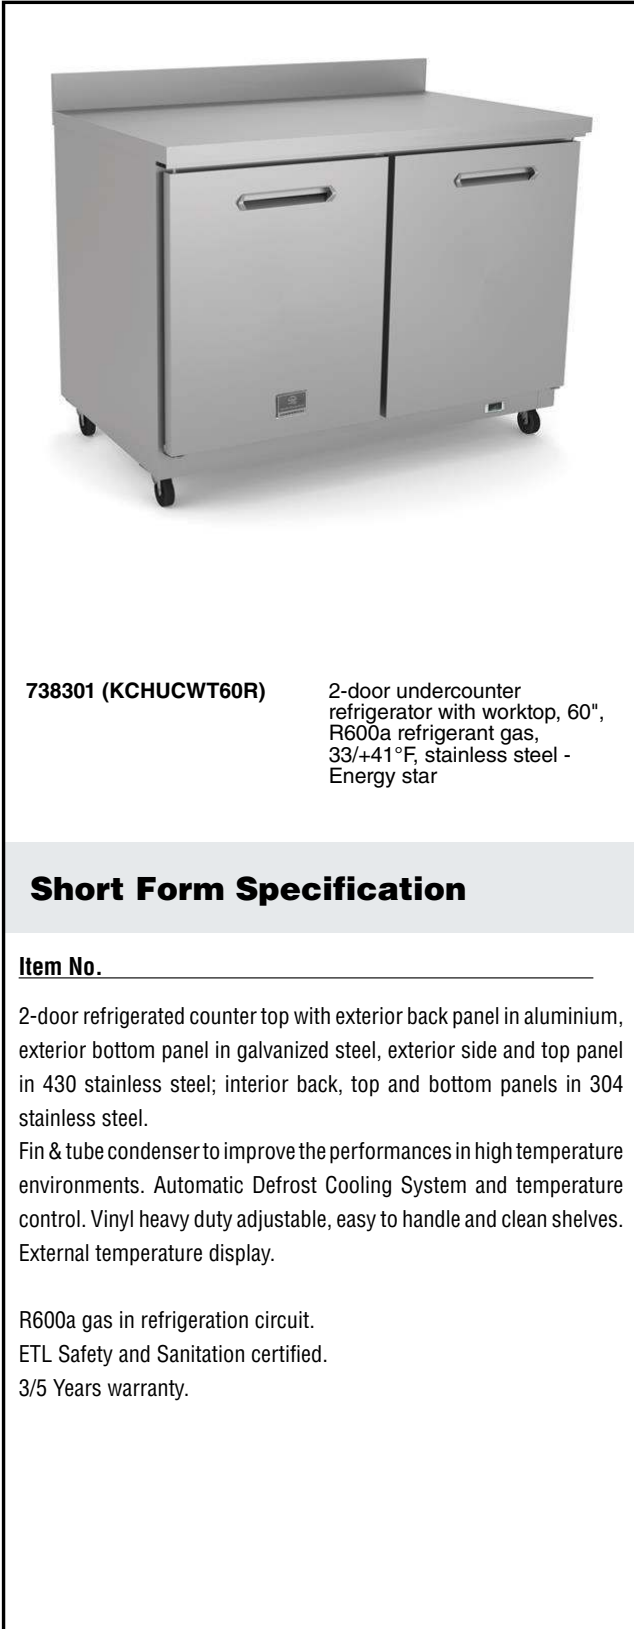 738301 (KCHUCWT60R)
2-door undercounter
refrigerator with worktop, 60",
R600a refrigerant gas,
33/+41°F, stainless steel -
Energy star
Short Form Specification
Item No.
2-door refrigerated counter top with exterior back panel in aluminium,
exterior bottom panel in galvanized steel, exterior side and top panel
in 430 stainless steel; interior back, top and bottom panels in 304
stainless steel.
Fin & tube condenser to improve the performances in high temperature
environments. Automatic Defrost Cooling System and temperature
control. Vinyl heavy duty adjustable, easy to handle and clean shelves.
External temperature display.
R600a gas in refrigeration circuit.
ETL Safety and Sanitation certified.
3/5 Years warranty.